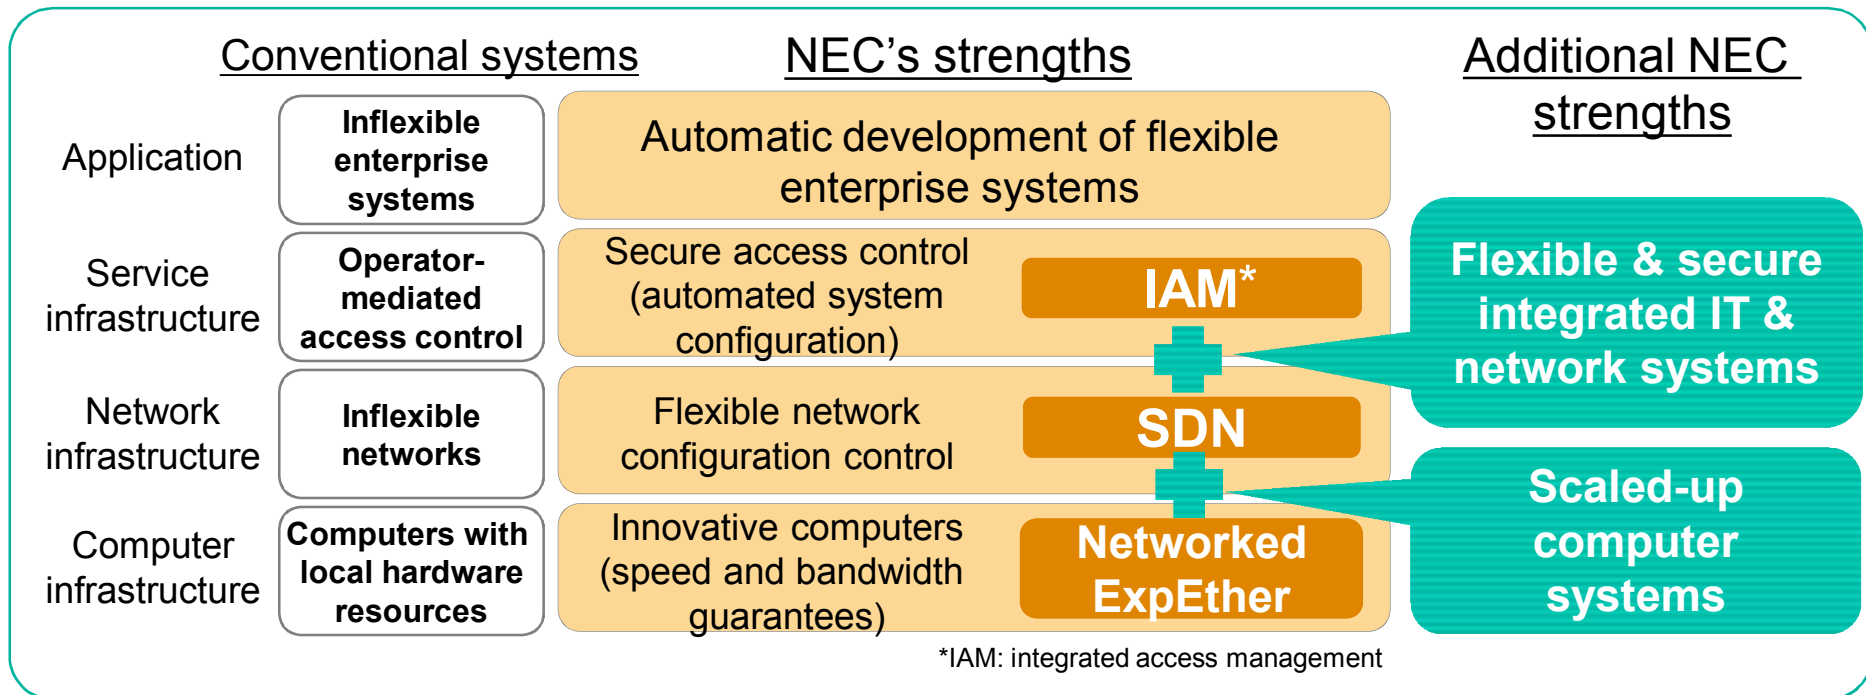 Conventional systems
NEC’s strengths
Additional NEC
strengths
Application
Inflexible
enterprise
systems
Automatic development of flexible
enterprise systems
Service
infrastructure
Operator-
mediated
access control
Secure access control
(automated system
configuration)
IAM*
Flexible & secure
integrated IT &
network systems
Network
infrastructure
Inflexible
networks
Flexible network
configuration control
SDN
Computer
infrastructure
Computers with
local hardware
resources
Innovative computers
(speed and bandwidth
guarantees)
Networked
ExpEther
Scaled-up
computer
systems
*IAM: integrated access management